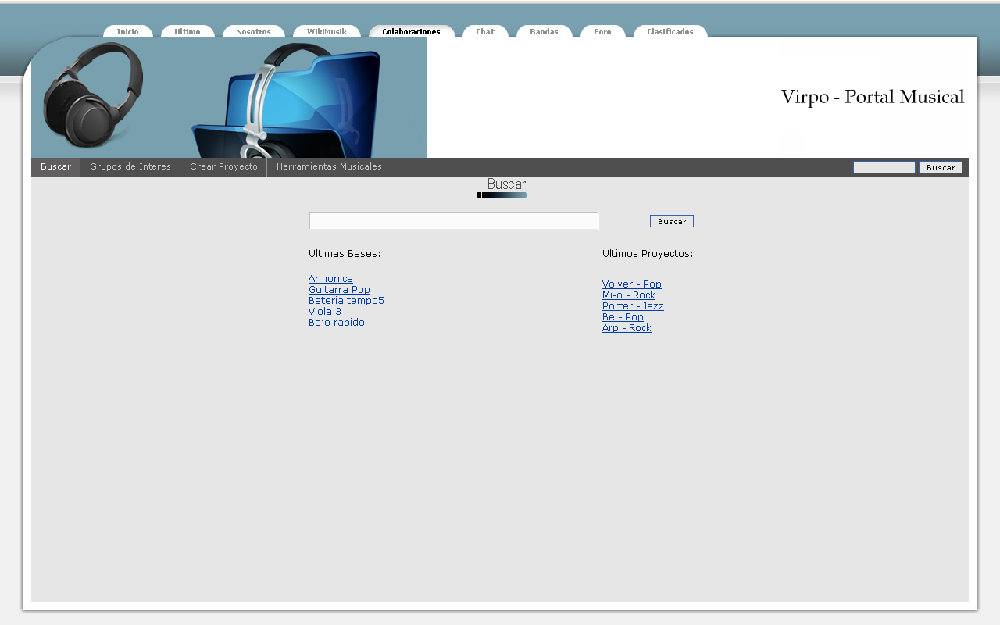 Inicio Ultimo Nosotros WikiMusik Colaboraciones Chat Bandas Foro Clasificados
Virpo - Portal Musical
Buscar Grupos de Interes Crear Proyecto Herramientas Musicales Buscar
Buscar
Buscar
Ultimas Bases:
Armonica
Guitarra Pop
Bateria tempo5
Viola 3
Bajo rapido
Ultimos Proyectos:
Volver - Pop
Mi-o - Rock
Porter - Jazz
Be - Pop
Arp - Rock